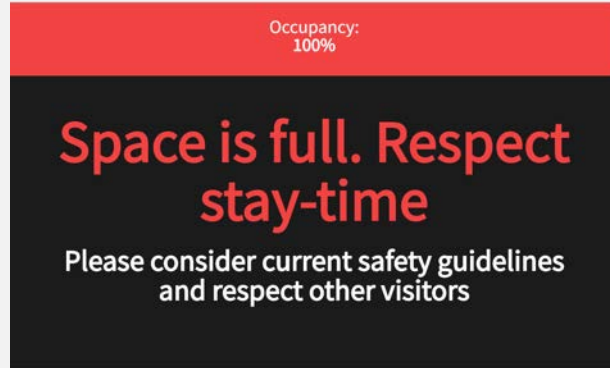 Occupancy:
100%
Space is full. Respect
stay-time
Please consider current safety guidelines
and respect other visitors